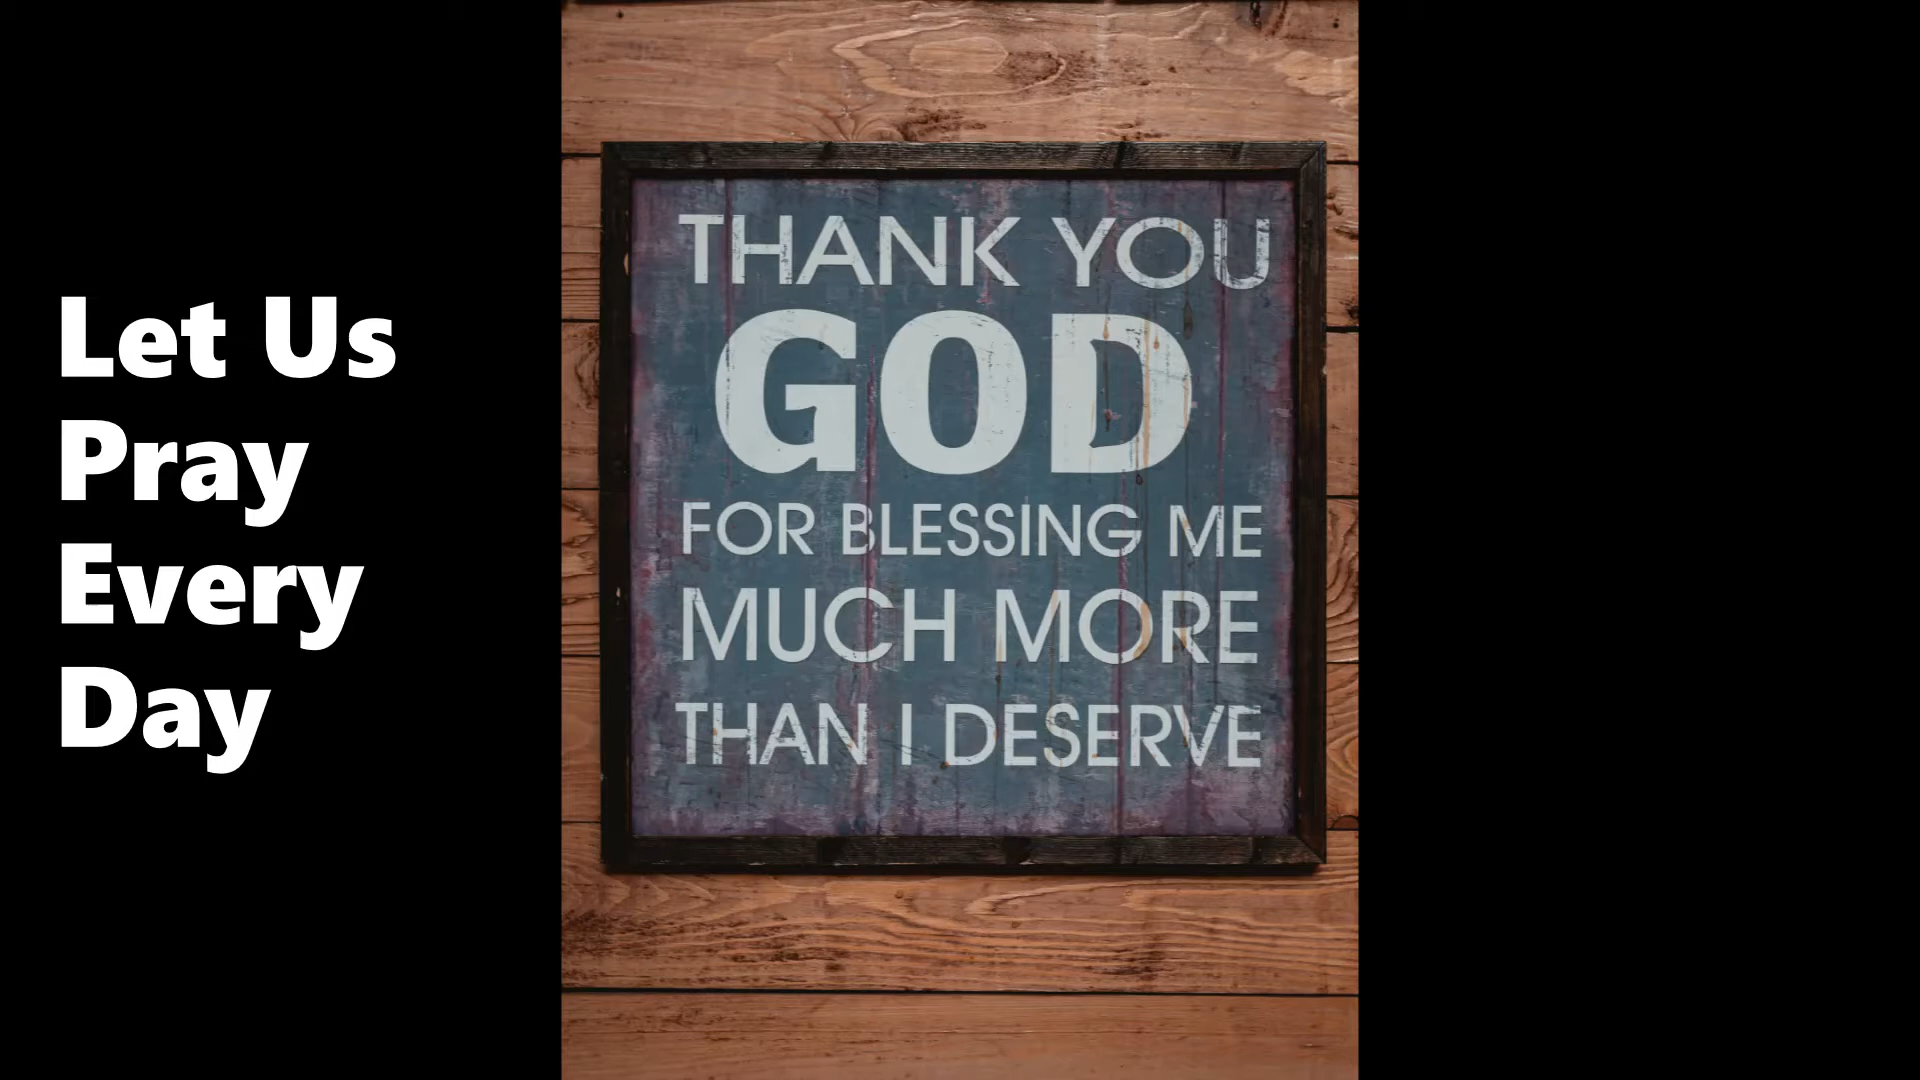 Let Us
Pray
Every
Day
THANK YOU
GOD
FOR BLESSING ME
MUCH MORE
THAN I DESERVE